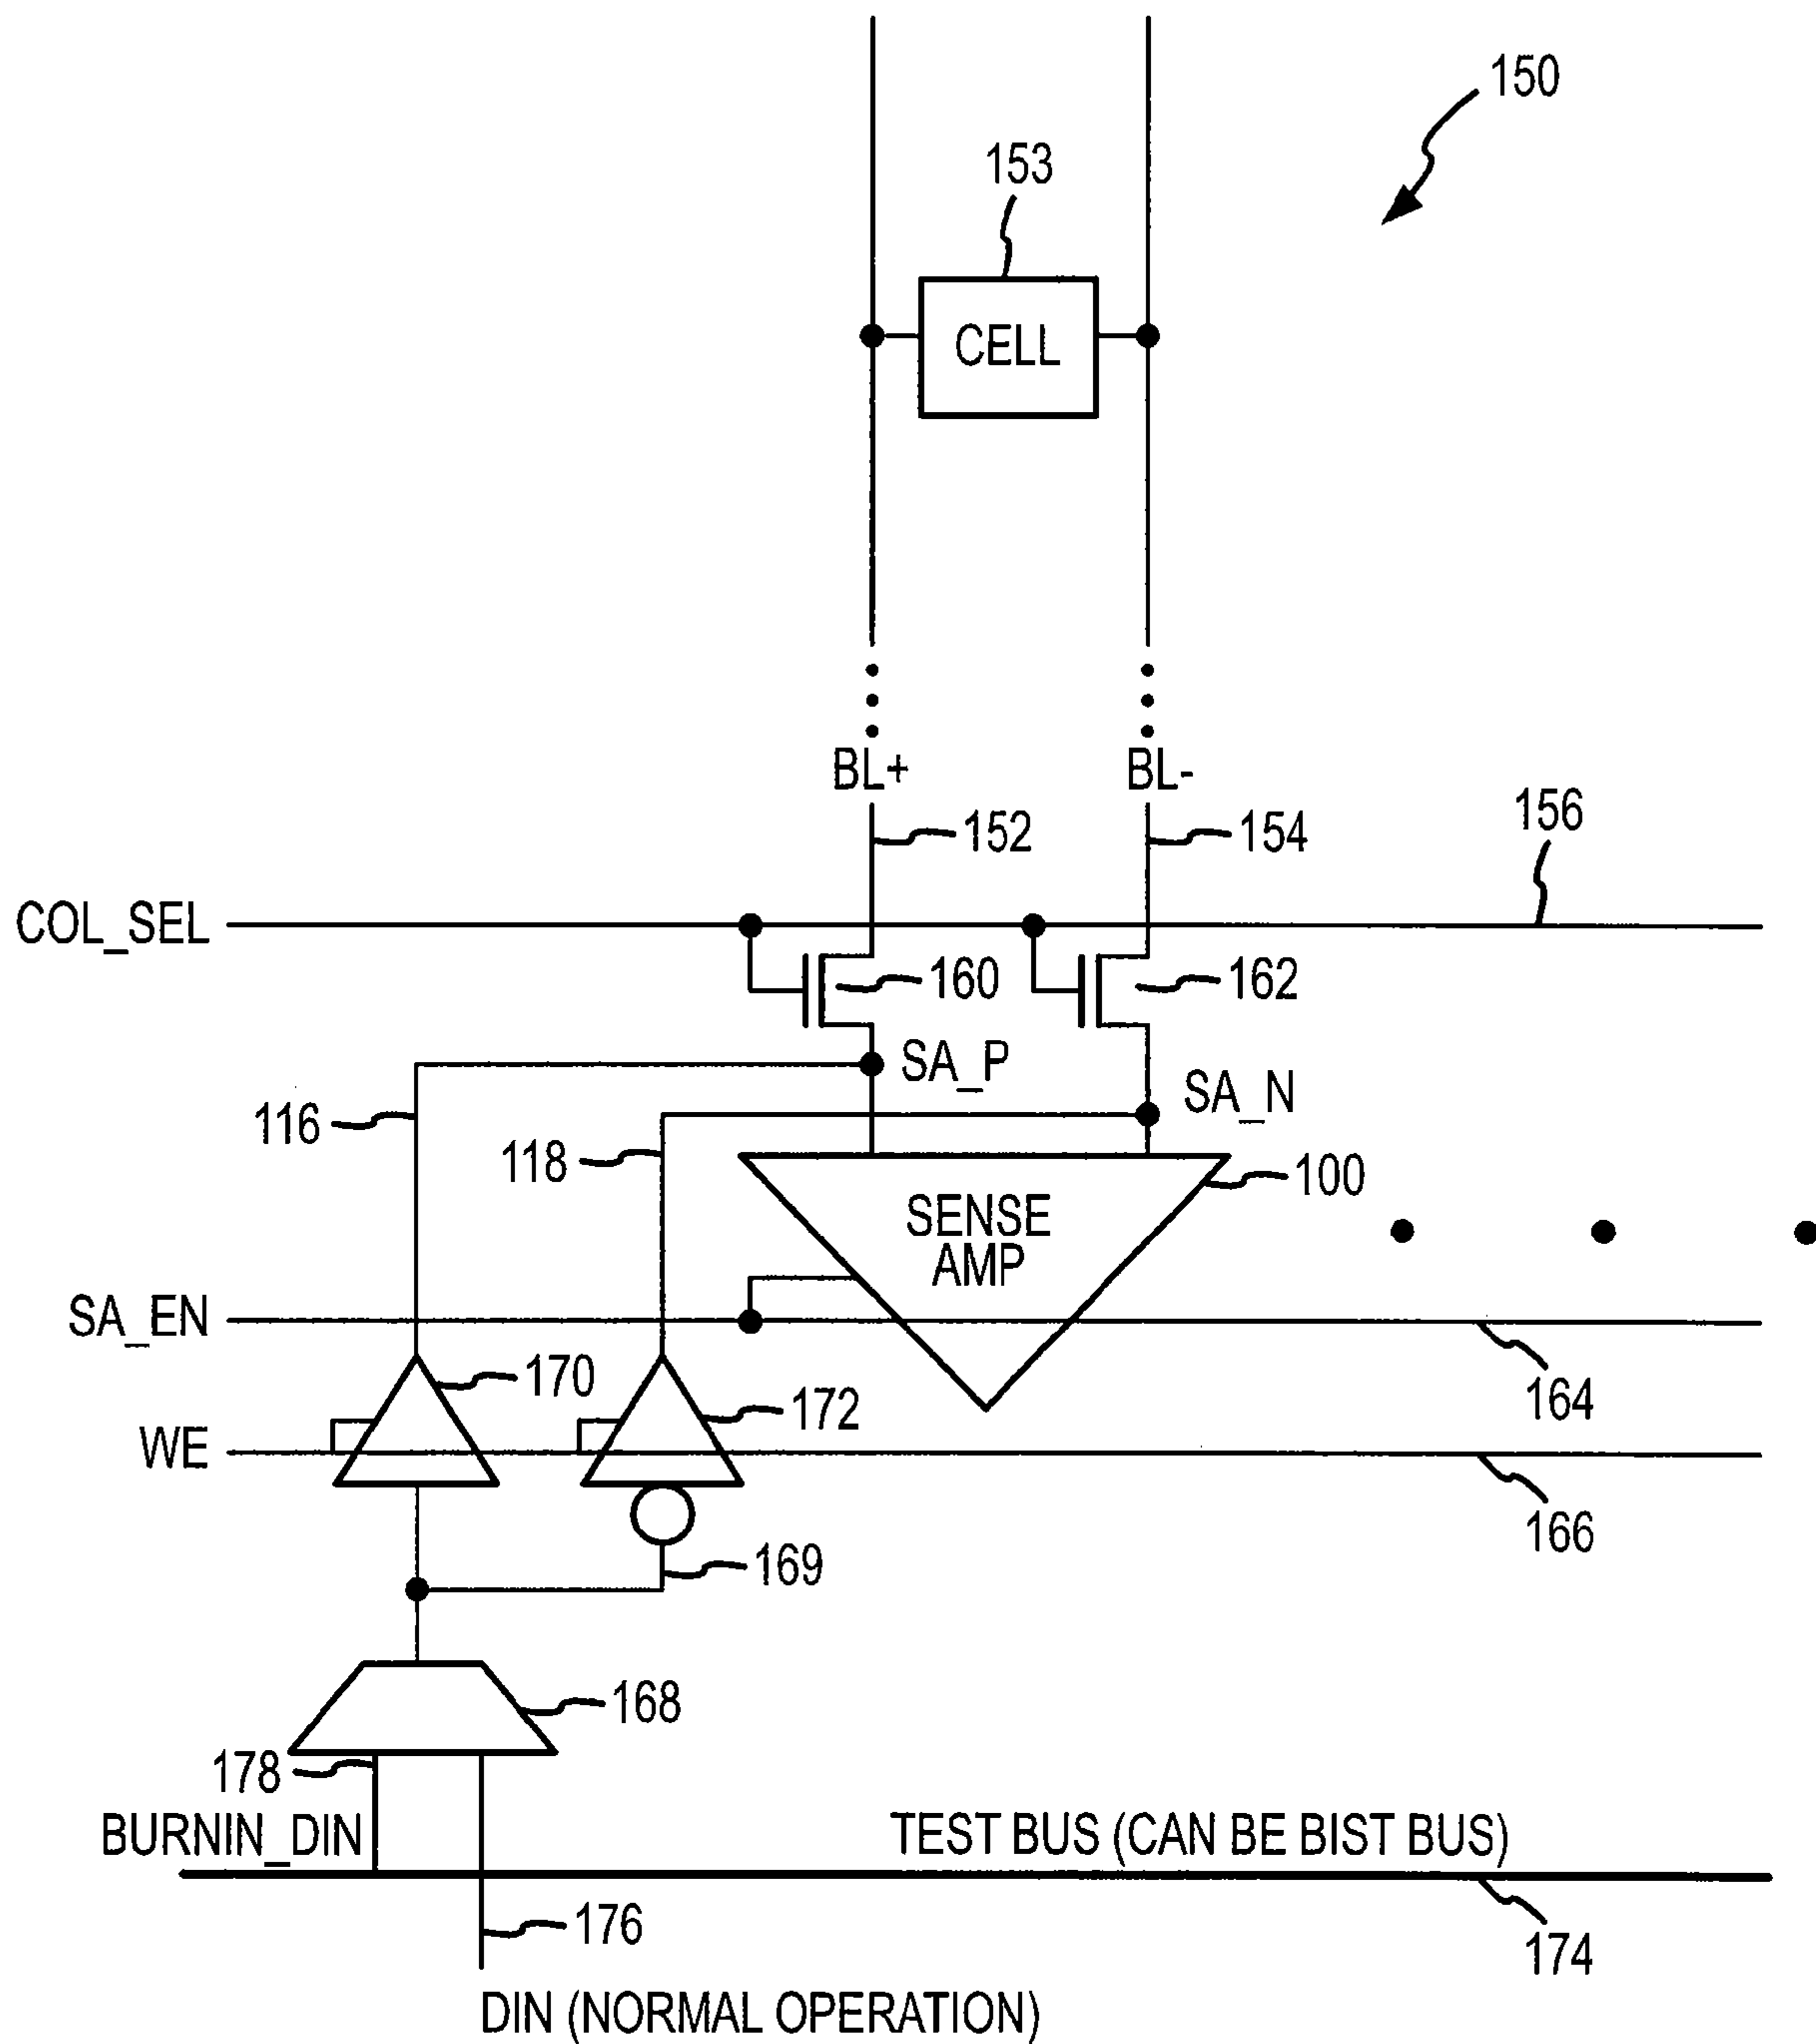 150
153
CELL
BL+ BL-
152 154 156
COL_SEL
160 162
SA_P
SA_N
116
118
100
SENSE
AMP
SA_EN
170
172
164
WE
166
169
168
178
BURNIN_DIN
TEST BUS (CAN BE BIST BUS)
176
174
DIN (NORMAL OPERATION)